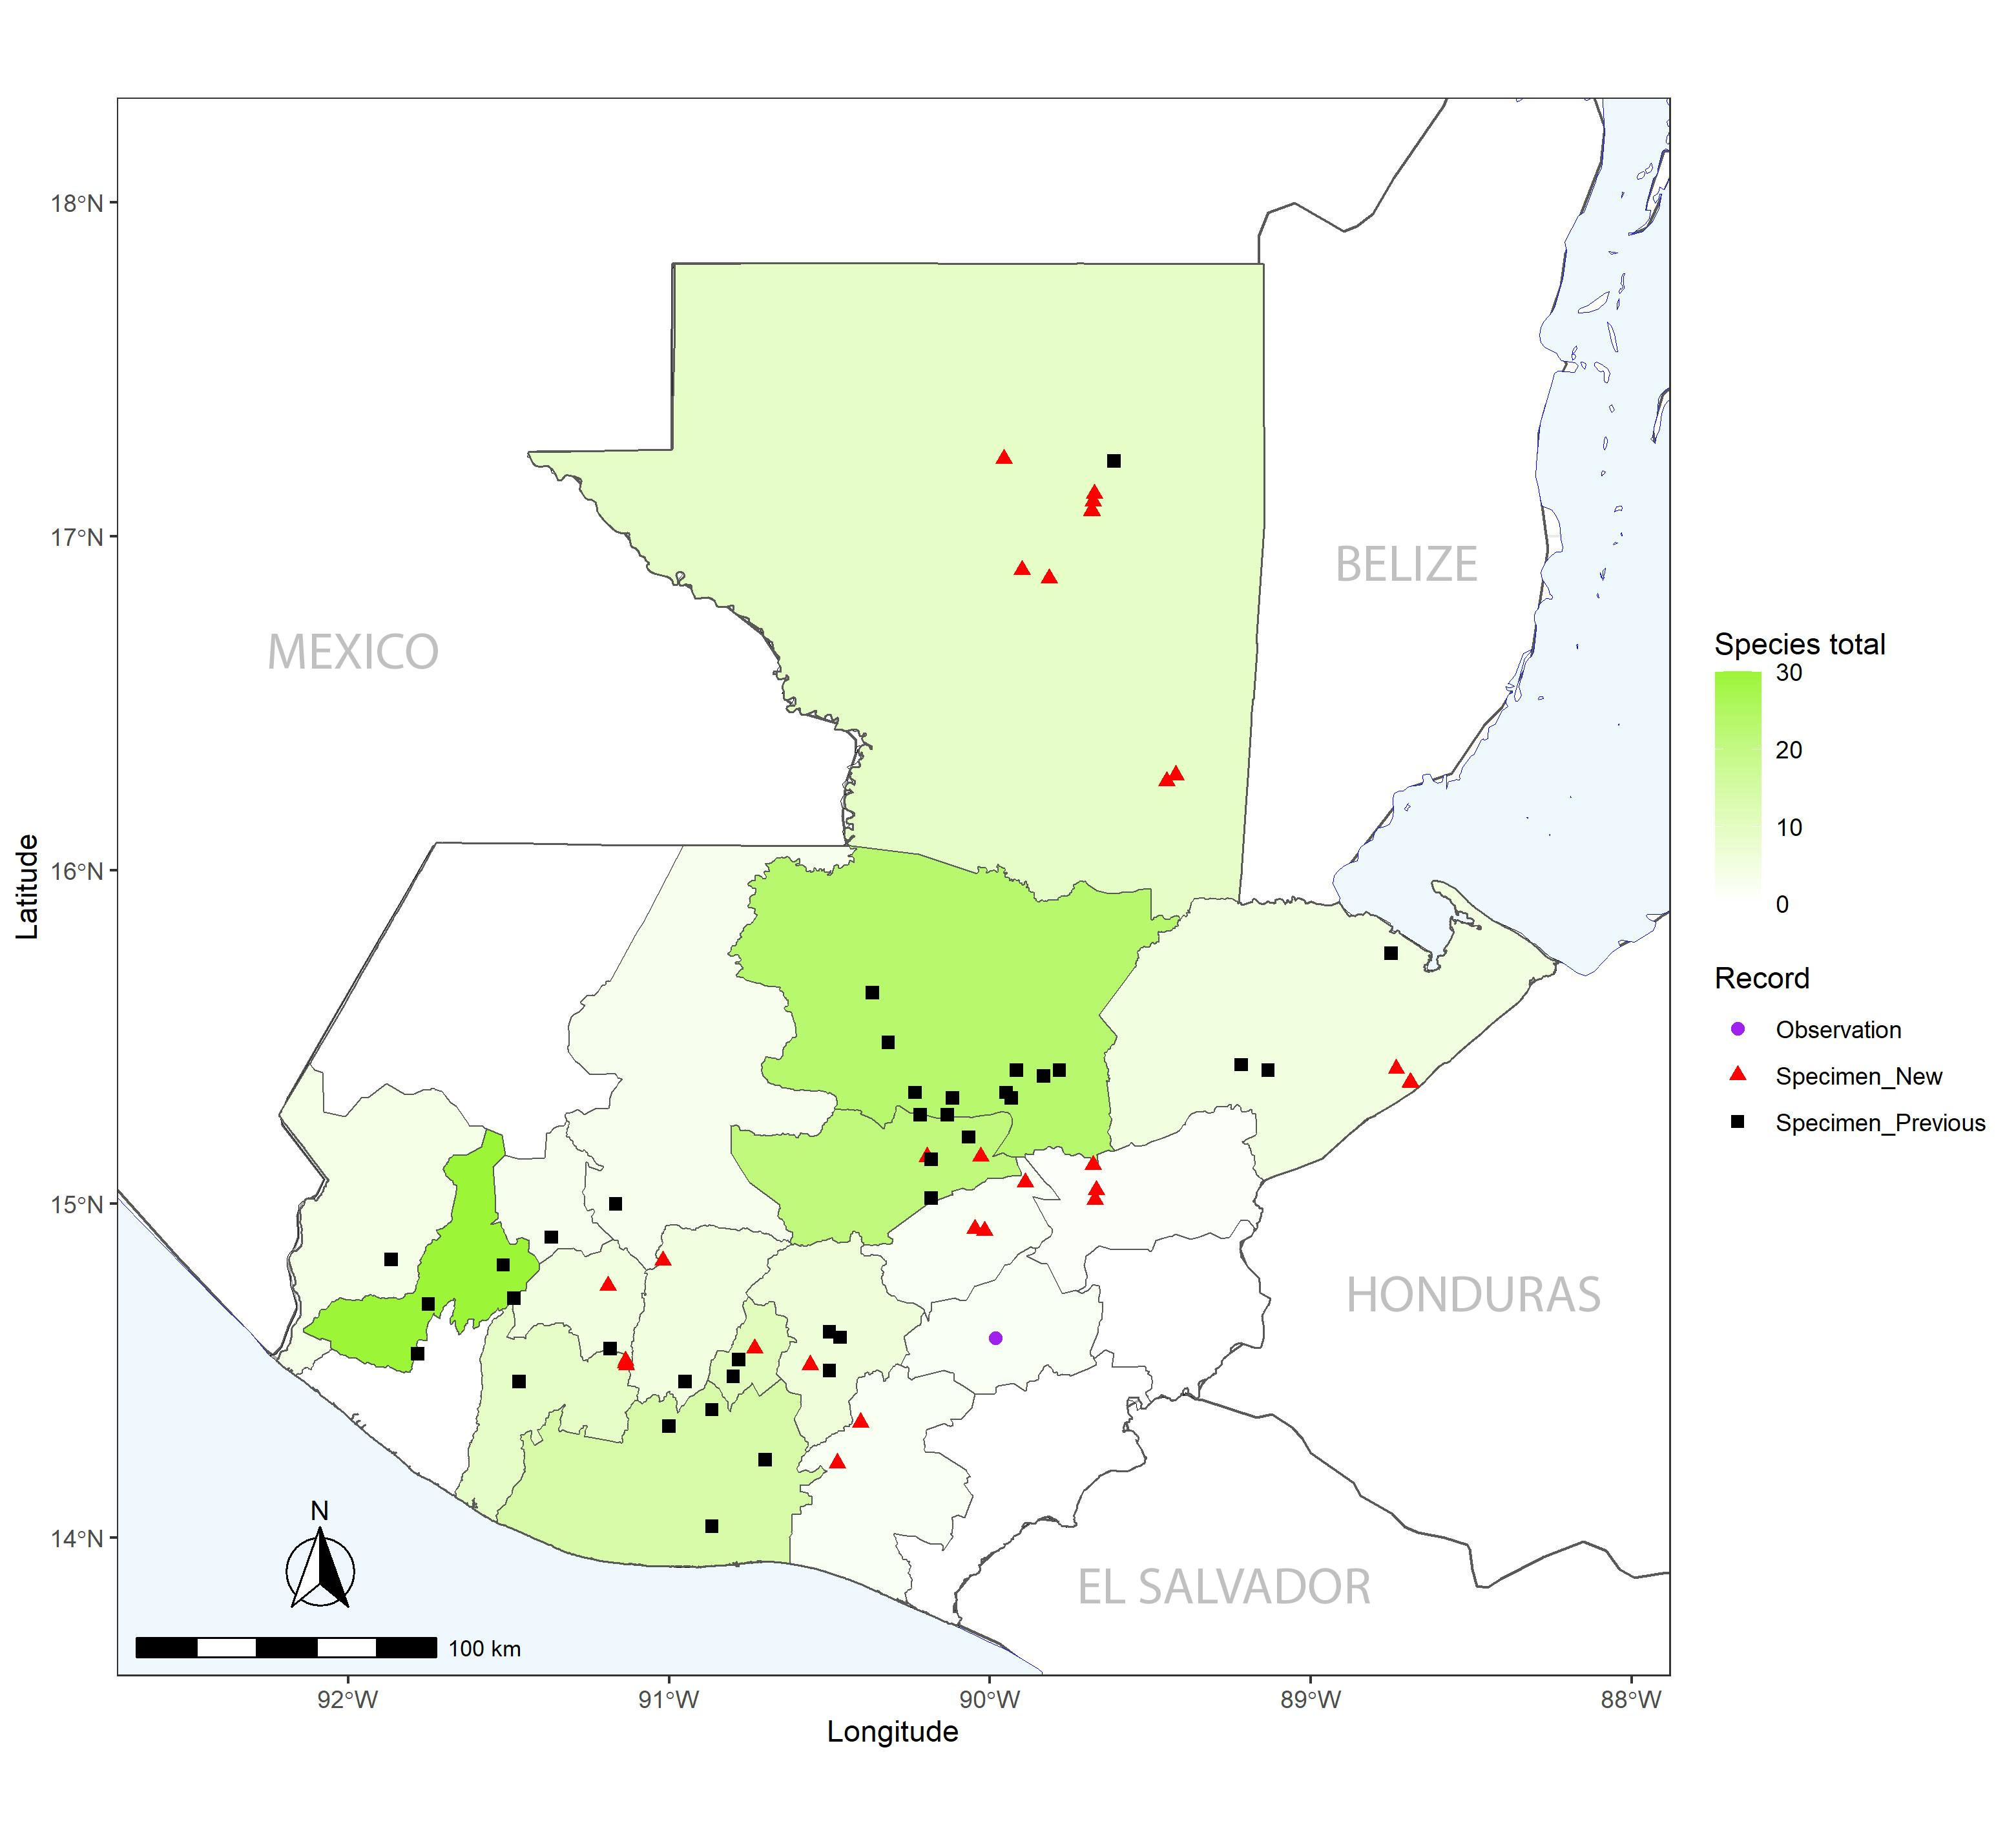 18°N
17°N
16°N
15°N
14°N
Latitude
MEXICO
BELIZE
HONDURAS
EL SALVADOR
N
100 km
92°W
91°W
90°W
89°W
88°W
Longitude
Species total
30
20
10
0
Record
Observation
Specimen_New
Specimen_Previous